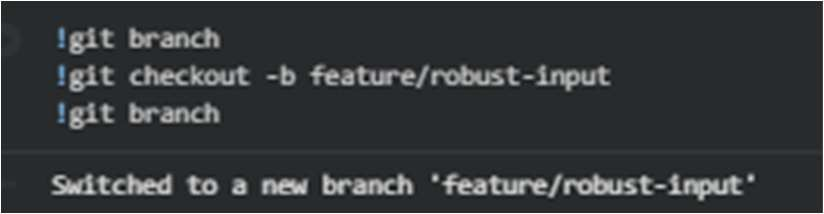 !git branch
!git checkout -b feature/robust-input
!git branch
Switched to a new branch 'feature/robust-input'